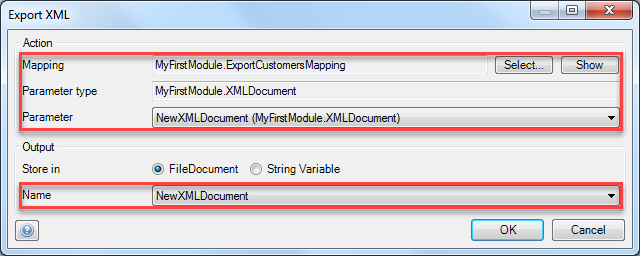 Export XML
Action
Mapping MyFirstModule.ExportCustomersMapping Select... Show
Parameter type MyFirstModule.XMLDocument
Parameter NewXMLDocument (MyFirstModule.XMLDocument)
Output
Store in FileDocument String Variable
Name NewXMLDocument
? OK Cancel